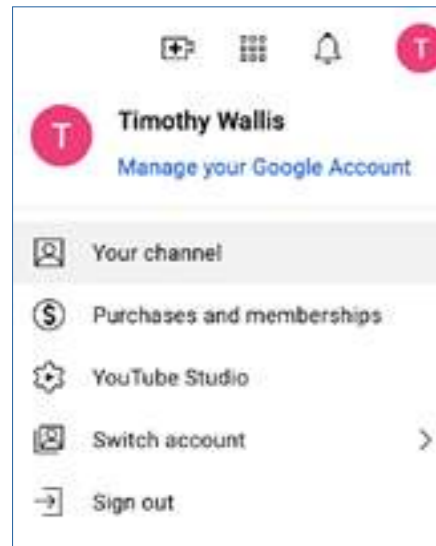 T
T
Timothy Wallis
Manage your Google Account
Your channel
Purchases and memberships
YouTube Studio
Switch account
Sign out